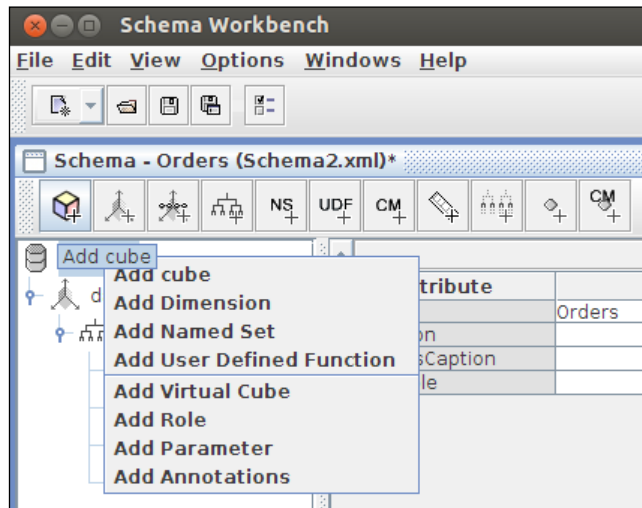 Schema Workbench
File Edit View Options Windows Help
Schema - Orders (Schema2.xml)*
NS UDF CM CM
Add cube
Add cube
Add Dimension
Add Named Set
Add User Defined Function
Add Virtual Cube
Add Role
Add Parameter
Add Annotations
d
tribute
Orders
on
sCaption
le